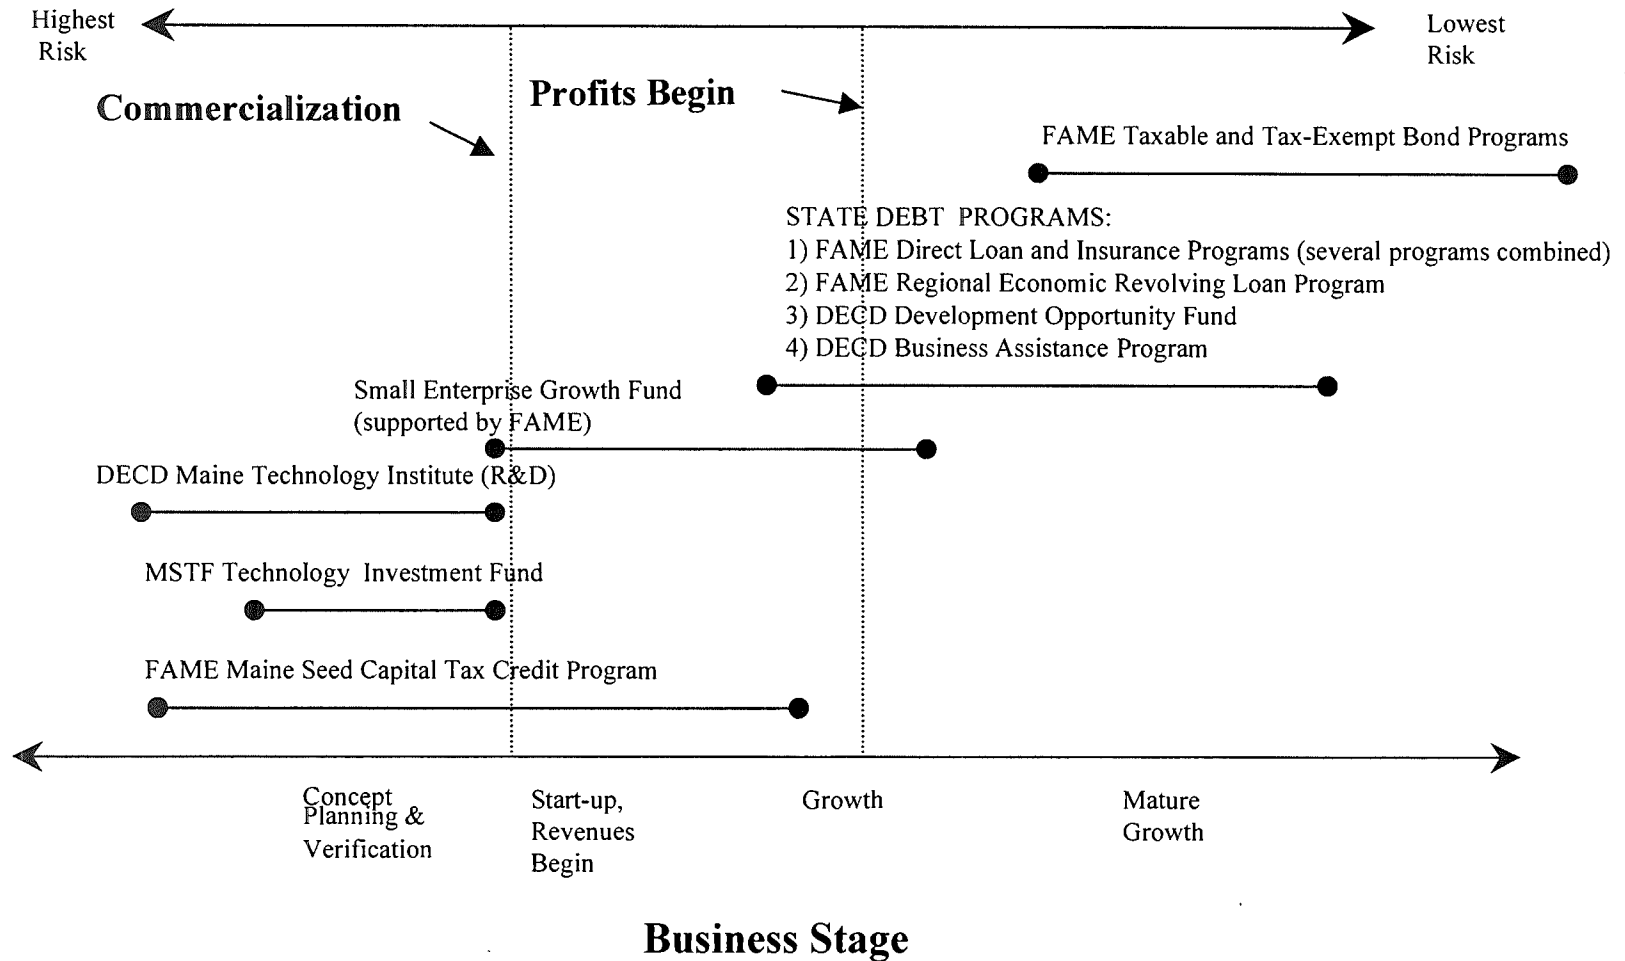 Highest
Risk
Lowest
Risk
Commercialization
Profits Begin
FAME Taxable and Tax-Exempt Bond Programs
STATE DEBT PROGRAMS:
1) FAME Direct Loan and Insurance Programs (several programs combined)
2) FAME Regional Economic Revolving Loan Program
3) DECD Development Opportunity Fund
4) DECD Business Assistance Program
Small Enterprise Growth Fund
(supported by FAME)
DECD Maine Technology Institute (R&D)
MSTF Technology Investment Fund
FAME Maine Seed Capital Tax Credit Program
Concept
Planning &
Verification
Start-up,
Revenues
Begin
Growth
Mature
Growth
Business Stage